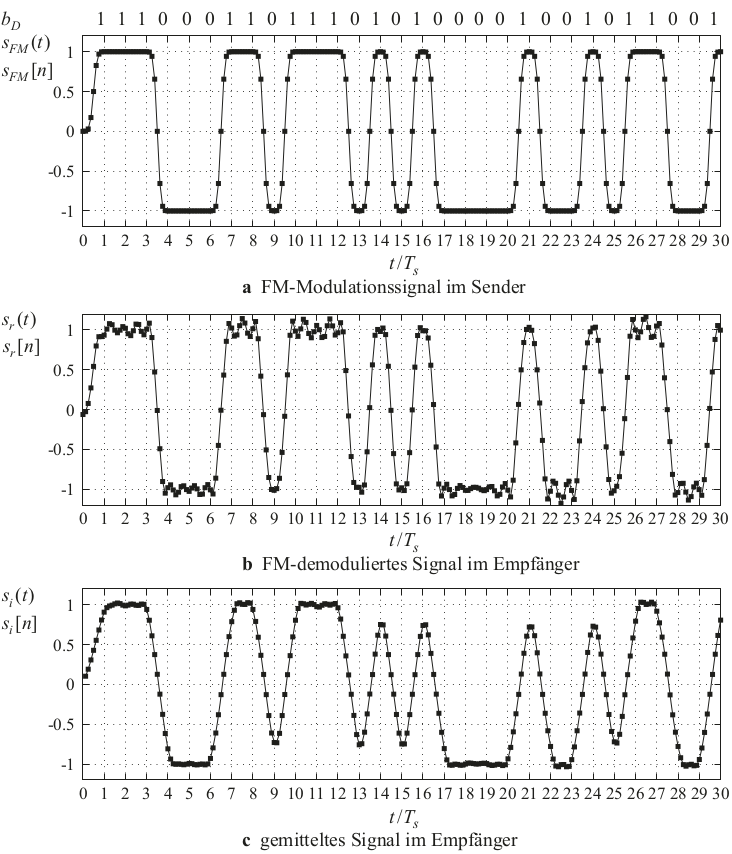 b_D 1 1 1 0 0 0 1 1 0 1 1 1 0 1 0 1 0 0 0 0 1 0 0 1 0 1 1 0 0 1
s_FM(t)
s_FM[n]
1
0.5
0
-0.5
-1
0 1 2 3 4 5 6 7 8 9 10 11 12 13 14 15 16 17 18 19 20 21 22 23 24 25 26 27 28 29 30
t/T_s
a FM-Modulationssignal im Sender
s_r(t)
s_r[n]
1
0.5
0
-0.5
-1
0 1 2 3 4 5 6 7 8 9 10 11 12 13 14 15 16 17 18 19 20 21 22 23 24 25 26 27 28 29 30
t/T_s
b FM-demoduliertes Signal im Empfänger
s_i(t)
s_i[n]
1
0.5
0
-0.5
-1
0 1 2 3 4 5 6 7 8 9 10 11 12 13 14 15 16 17 18 19 20 21 22 23 24 25 26 27 28 29 30
t/T_s
c gemitteltes Signal im Empfänger